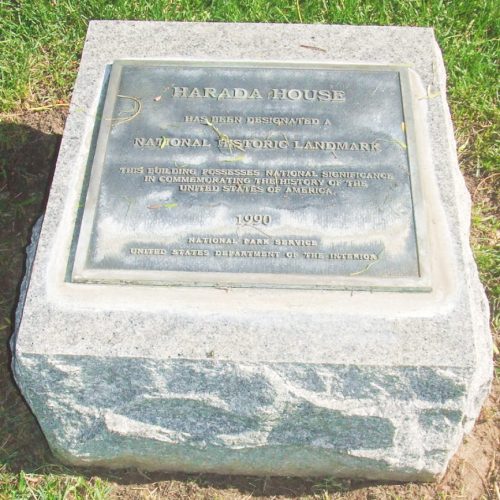 HARADA HOUSE
HAS BEEN DESIGNATED A
NATIONAL HISTORIC LANDMARK
THIS BUILDING POSSESSES NATIONAL SIGNIFICANCE
IN COMMEMORATING THE HISTORY OF THE
UNITED STATES OF AMERICA.
1990
NATIONAL PARK SERVICE
UNITED STATES DEPARTMENT OF THE INTERIOR